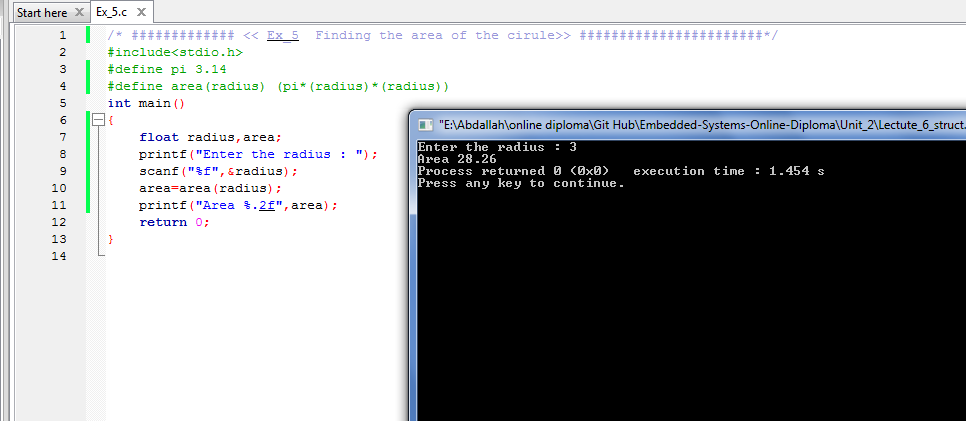 Start here X Ex_5.c X
1 /* ############# << Ex_5 Finding the area of the cirule>> #######################*/
2 #include<stdio.h>
3 #define pi 3.14
4 #define area(radius) (pi*(radius)*(radius))
5 int main()
6 {
7 float radius,area;
8 printf("Enter the radius : ");
9 scanf("%f",&radius);
10 area=area(radius);
11 printf("Area %.2f",area);
12 return 0;
13 }
14
"E:\Abdallah\online diploma\Git Hub\Embedded-Systems-Online-Diploma\Unit_2\Lectute_6_struct.
Enter the radius : 3
Area 28.26
Process returned 0 (0x0) execution time : 1.454 s
Press any key to continue.